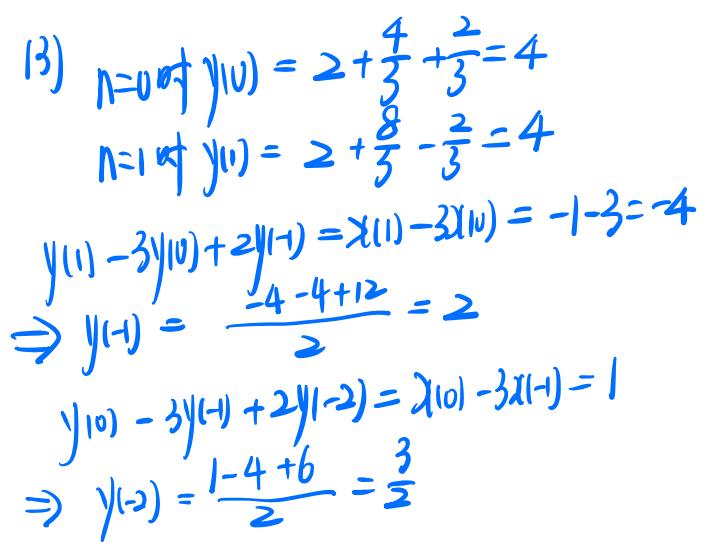 (3) n=0时 y(0) = 2 + 4/3 + 2/3 = 4
n=1时 y(1) = 2 + 8/3 - 2/3 = 4
y(1) - 3y(0) + 2y(-1) = x(1) - 3x(0) = -1-3 = -4
⇒ y(-1) = (-4-4+12)/2 = 2
y(0) - 3y(-1) + 2y(-2) = x(0) - 3x(-1) = 1
⇒ y(-2) = (1-4+6)/2 = 3/2